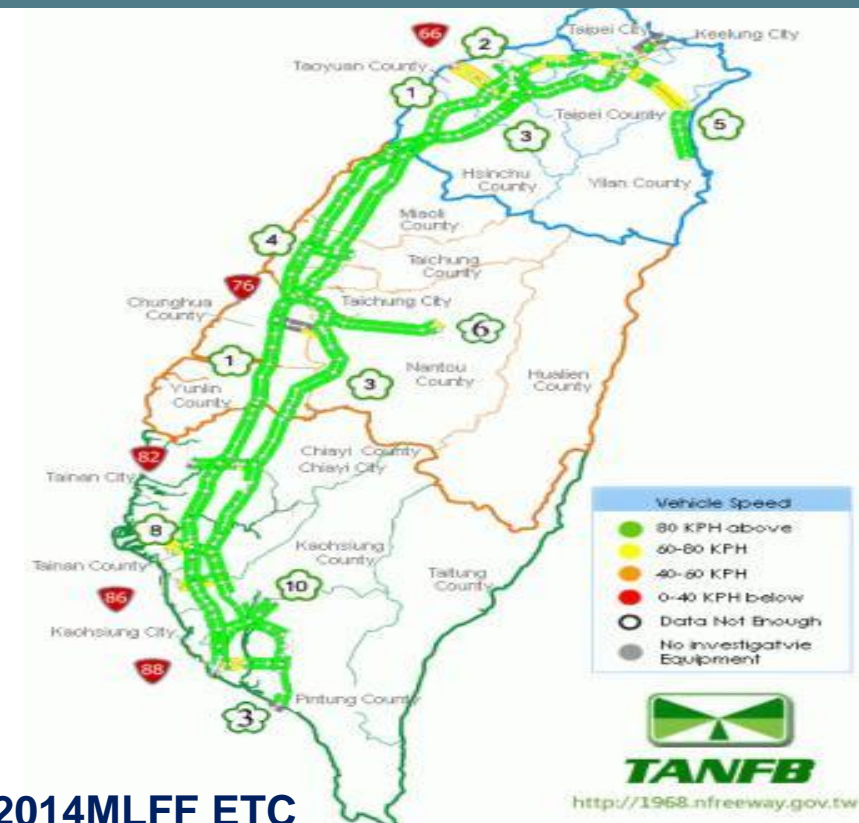 Taipei City
Keelung City
66
2
Taoyuan County
1
Taipei County
5
3
Hsinchu
County
Yilan County
Miaoli
County
4
Taichung
County
76
Chunghua
County
Taichung City
6
1
Nantou
County
Hualien
County
3
Yunlin
County
Chiayi County
Chiayi City
82
Tainan City
8
Kaohsiung
County
Tainan County
Taitung
County
10
86
Kaohsiung City
88
Pintung County
3
Vehicle Speed
80 KPH above
60-80 KPH
40-60 KPH
0-40 KPH below
Data Not Enough
No investigatvie
Equipment
TANFB
http://1968.nfreeway.gov.tw
2014MLFF ETC